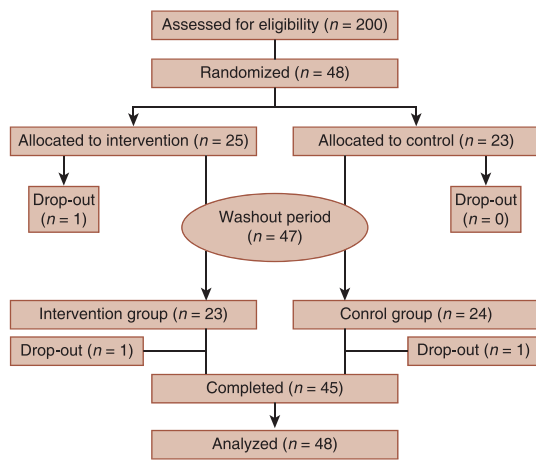 Assessed for eligibility (n = 200)
Randomized (n = 48)
Allocated to intervention (n = 25)
Allocated to control (n = 23)
Drop-out
(n = 1)
Drop-out
(n = 0)
Washout period
(n = 47)
Intervention group (n = 23)
Conrol group (n = 24)
Drop-out (n = 1)
Drop-out (n = 1)
Completed (n = 45)
Analyzed (n = 48)